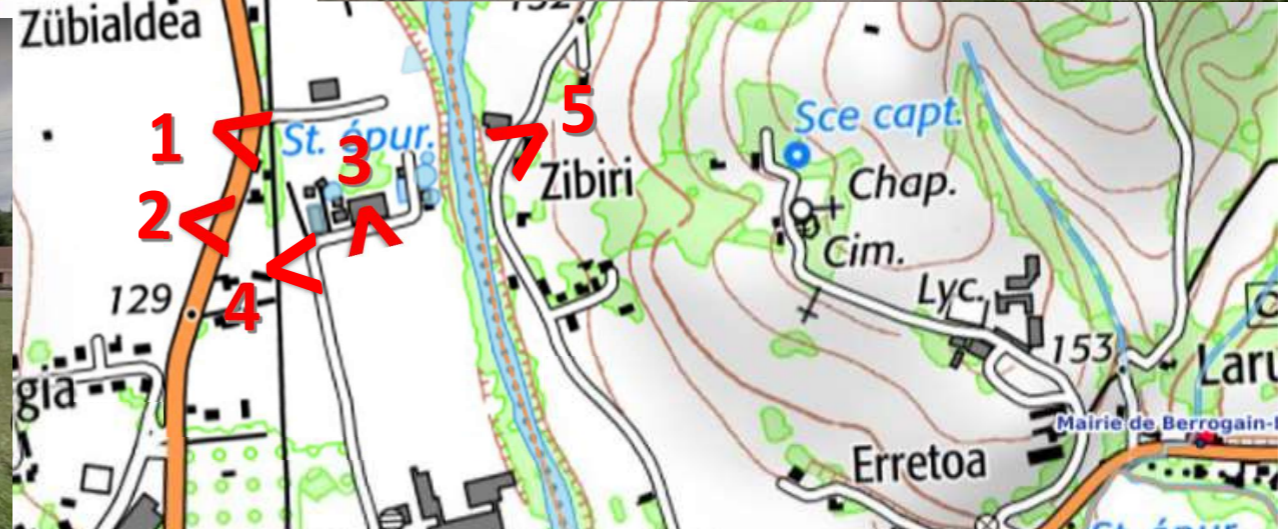 Zübialdea
1
St. épur.
3
5
Sce capt.
Zibiri
Chap.
2
Cim.
4
129
Lyc.
153
gia
Laru
Mairie de Berrogain-
Erretoa